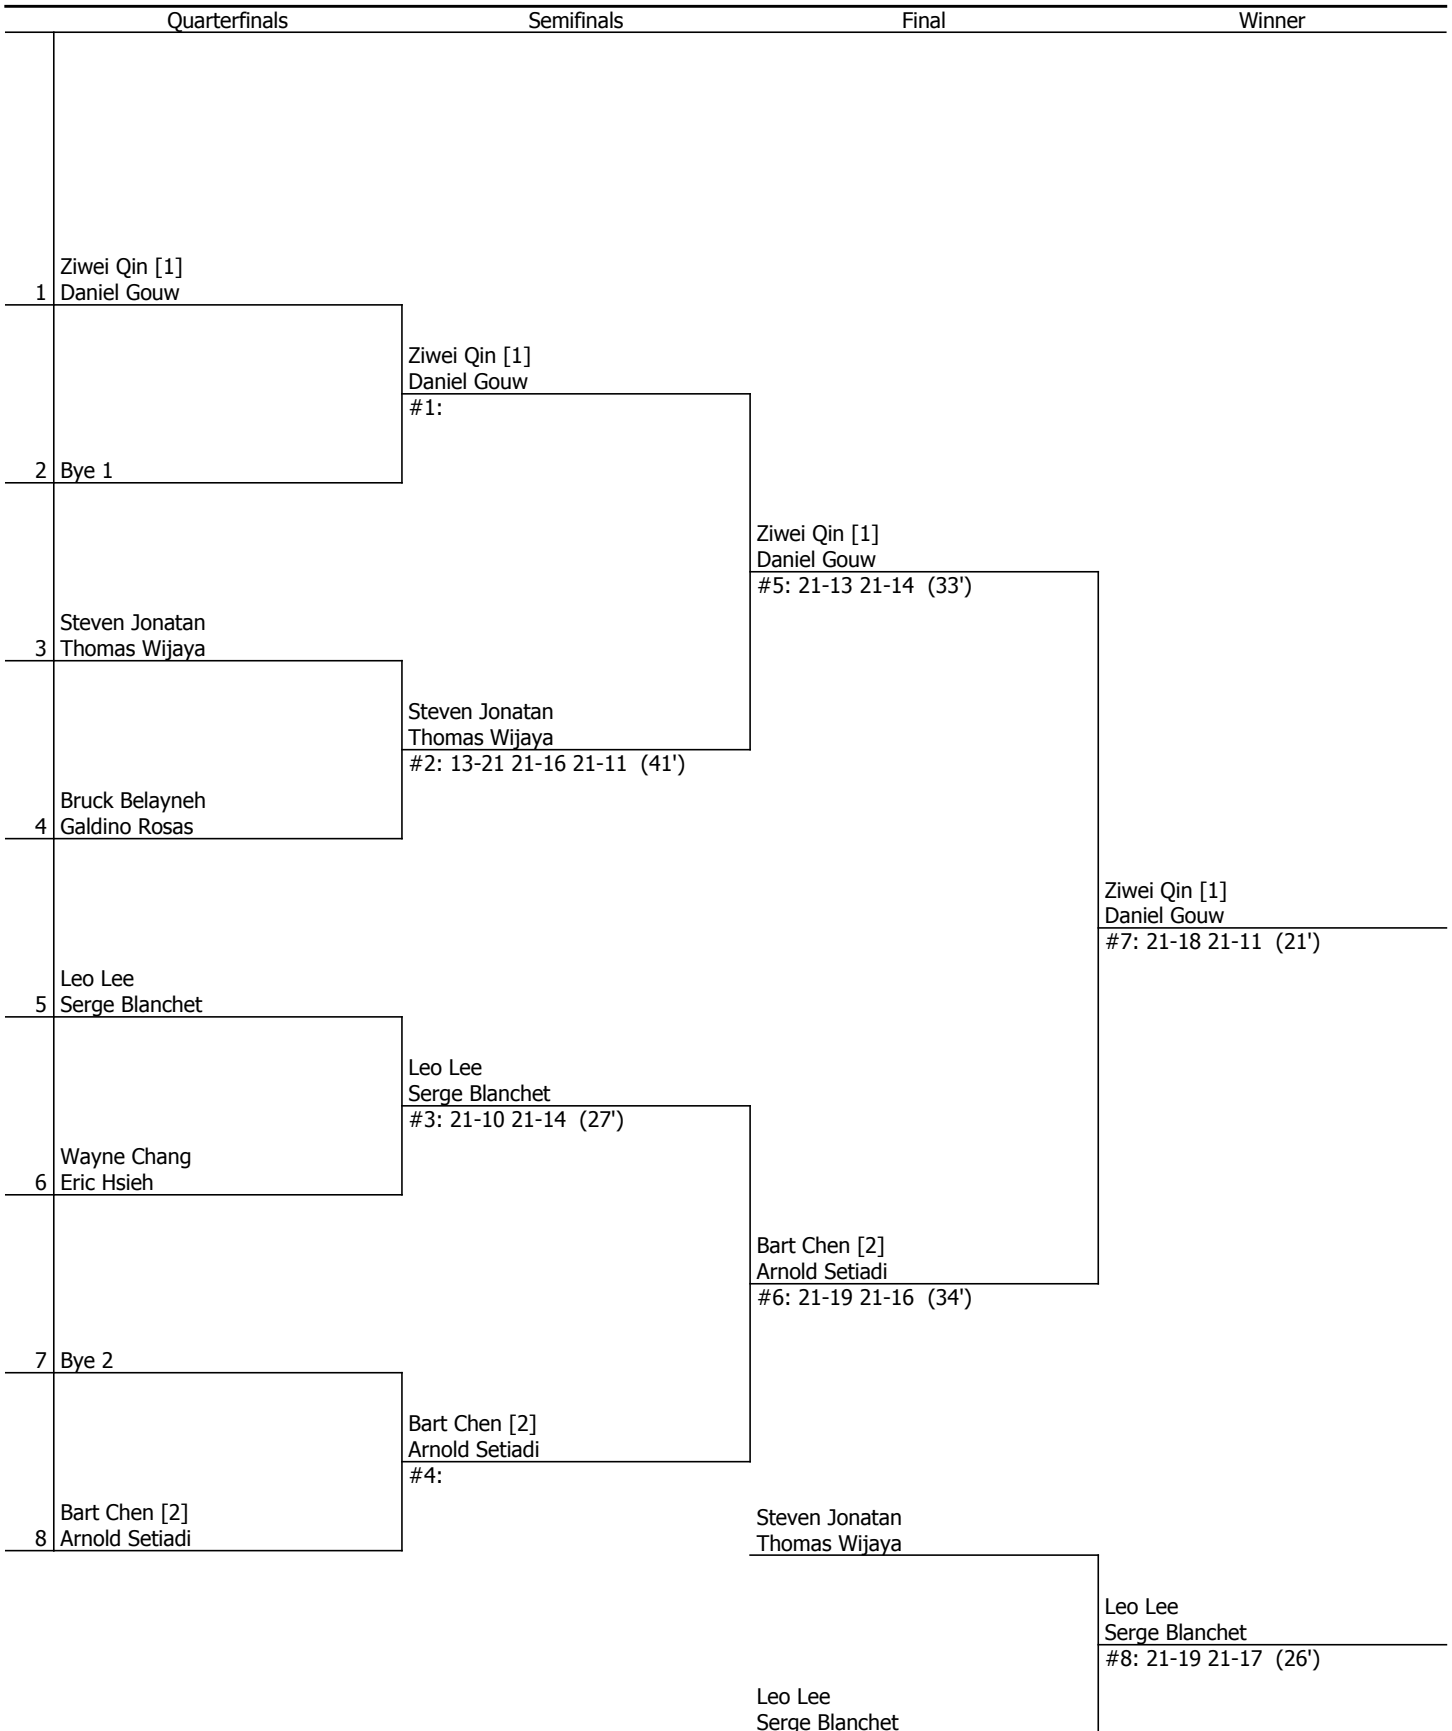 Quarterfinals Semifinals Final Winner
Ziwei Qin [1]
1 Daniel Gouw
Ziwei Qin [1]
Daniel Gouw
#1:
2 Bye 1
Ziwei Qin [1]
Daniel Gouw
#5: 21-13 21-14 (33')
Steven Jonatan
3 Thomas Wijaya
Steven Jonatan
Thomas Wijaya
#2: 13-21 21-16 21-11 (41')
Bruck Belayneh
4 Galdino Rosas
Ziwei Qin [1]
Daniel Gouw
#7: 21-18 21-11 (21')
Leo Lee
5 Serge Blanchet
Leo Lee
Serge Blanchet
#3: 21-10 21-14 (27')
Wayne Chang
6 Eric Hsieh
Bart Chen [2]
Arnold Setiadi
#6: 21-19 21-16 (34')
7 Bye 2
Bart Chen [2]
Arnold Setiadi
#4:
Bart Chen [2]
8 Arnold Setiadi
Steven Jonatan
Thomas Wijaya
Leo Lee
Serge Blanchet
#8: 21-19 21-17 (26')
Leo Lee
Serge Blanchet